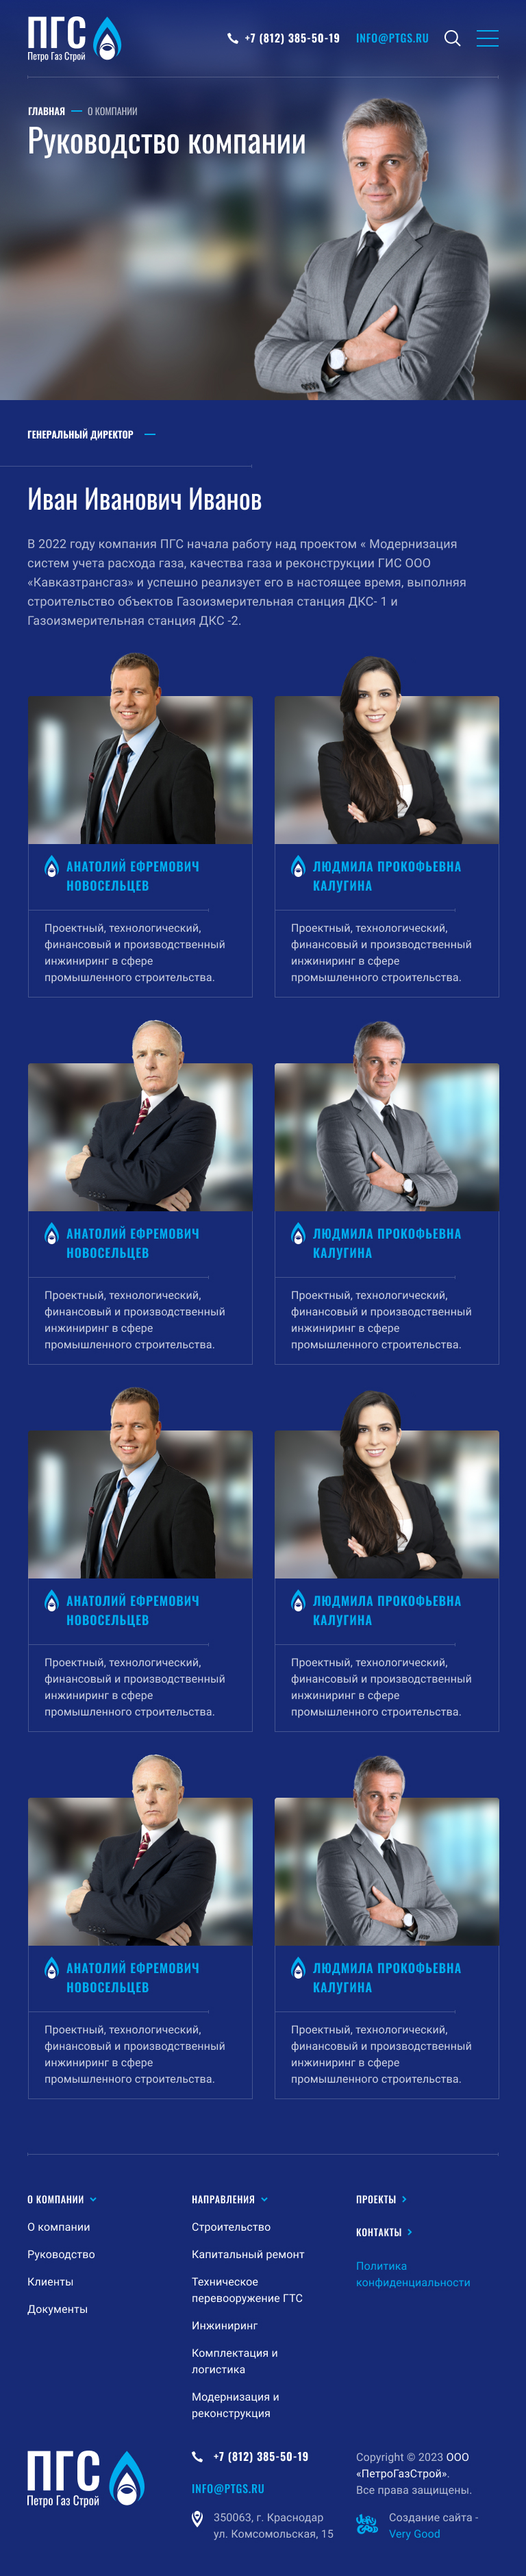 ПГС
Петро Газ Строй
+7 (812) 385-50-19
INFO@PTGS.RU
ГЛАВНАЯ — О КОМПАНИИ
Руководство компании
ГЕНЕРАЛЬНЫЙ ДИРЕКТОР —
Иван Иванович Иванов
В 2022 году компания ПГС начала работу над проектом « Модернизация
систем учета расхода газа, качества газа и реконструкции ГИС ООО
«Кавказтрансгаз» и успешно реализует его в настоящее время, выполняя
строительство объектов Газоизмерительная станция ДКС- 1 и
Газоизмерительная станция ДКС -2.
АНАТОЛИЙ ЕФРЕМОВИЧ
НОВОСЕЛЬЦЕВ
Проектный, технологический,
финансовый и производственный
инжиниринг в сфере
промышленного строительства.
ЛЮДМИЛА ПРОКОФЬЕВНА
КАЛУГИНА
Проектный, технологический,
финансовый и производственный
инжиниринг в сфере
промышленного строительства.
АНАТОЛИЙ ЕФРЕМОВИЧ
НОВОСЕЛЬЦЕВ
Проектный, технологический,
финансовый и производственный
инжиниринг в сфере
промышленного строительства.
ЛЮДМИЛА ПРОКОФЬЕВНА
КАЛУГИНА
Проектный, технологический,
финансовый и производственный
инжиниринг в сфере
промышленного строительства.
АНАТОЛИЙ ЕФРЕМОВИЧ
НОВОСЕЛЬЦЕВ
Проектный, технологический,
финансовый и производственный
инжиниринг в сфере
промышленного строительства.
ЛЮДМИЛА ПРОКОФЬЕВНА
КАЛУГИНА
Проектный, технологический,
финансовый и производственный
инжиниринг в сфере
промышленного строительства.
АНАТОЛИЙ ЕФРЕМОВИЧ
НОВОСЕЛЬЦЕВ
Проектный, технологический,
финансовый и производственный
инжиниринг в сфере
промышленного строительства.
ЛЮДМИЛА ПРОКОФЬЕВНА
КАЛУГИНА
Проектный, технологический,
финансовый и производственный
инжиниринг в сфере
промышленного строительства.
О КОМПАНИИ
О компании
Руководство
Клиенты
Документы
НАПРАВЛЕНИЯ
Строительство
Капитальный ремонт
Техническое
перевооружение ГТС
Инжиниринг
Комплектация и
логистика
Модернизация и
реконструкция
ПРОЕКТЫ
КОНТАКТЫ
Политика
конфиденциальности
ПГС
Петро Газ Строй
+7 (812) 385-50-19
INFO@PTGS.RU
350063, г. Краснодар
ул. Комсомольская, 15
Copyright © 2023 ООО
«ПетроГазСтрой».
Все права защищены.
Very Good
Создание сайта -
Very Good